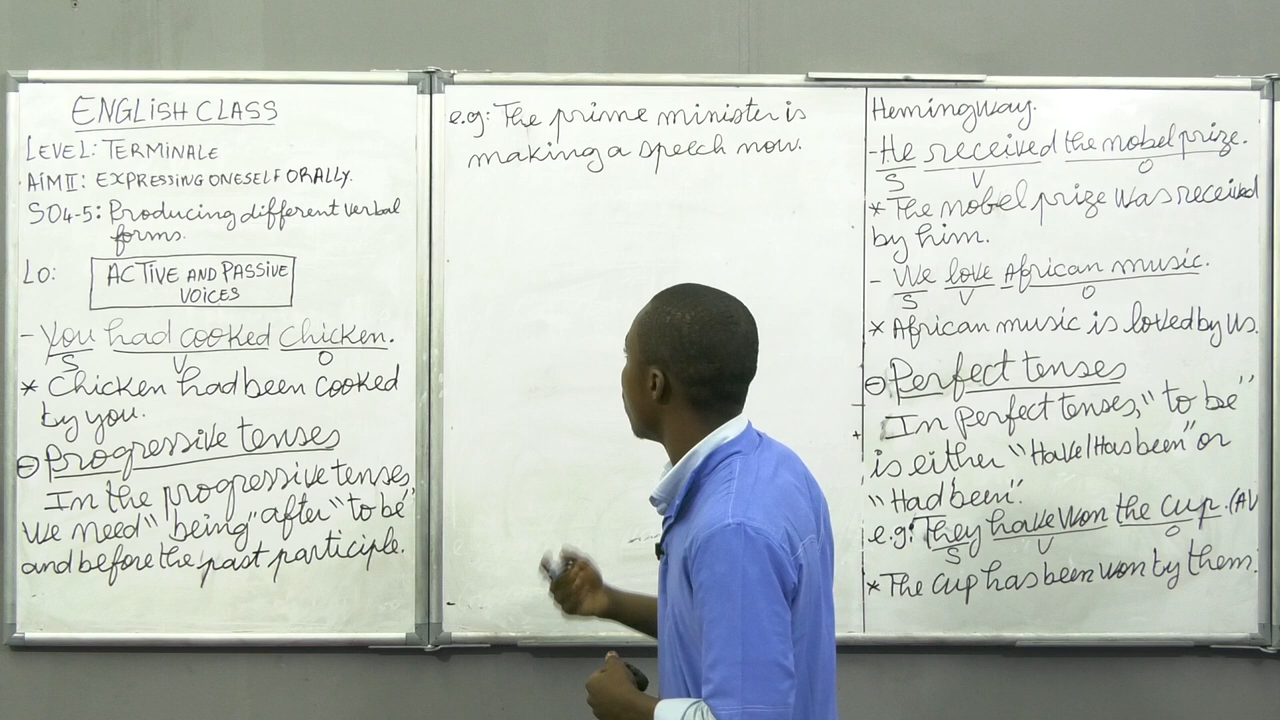 ENGLISH CLASS
LEVEL: TERMINALE
AIM II: EXPRESSING ONESELF ORALLY.
SO4-5: Producing different verbal
forms.
LO: ACTIVE AND PASSIVE
VOICES
- You had cooked chicken.
S V O
* Chicken had been cooked
by you.
⊖ Progressive tenses
In the progressive tenses,
we need "being" after "to be"
and before the past participle.
e.g: The prime minister is
making a speech now.
Hemingway.
- He received the nobel prize.
S V O
* The nobel prize was received
by him.
- We love African music.
S V O
* African music is loved by us.
⊖ Perfect tenses
In Perfect tenses, "to be"
is either "Have/Has been" or
"Had been".
e.g: They have won the cup. (AV
S V O
* The cup has been won by them.